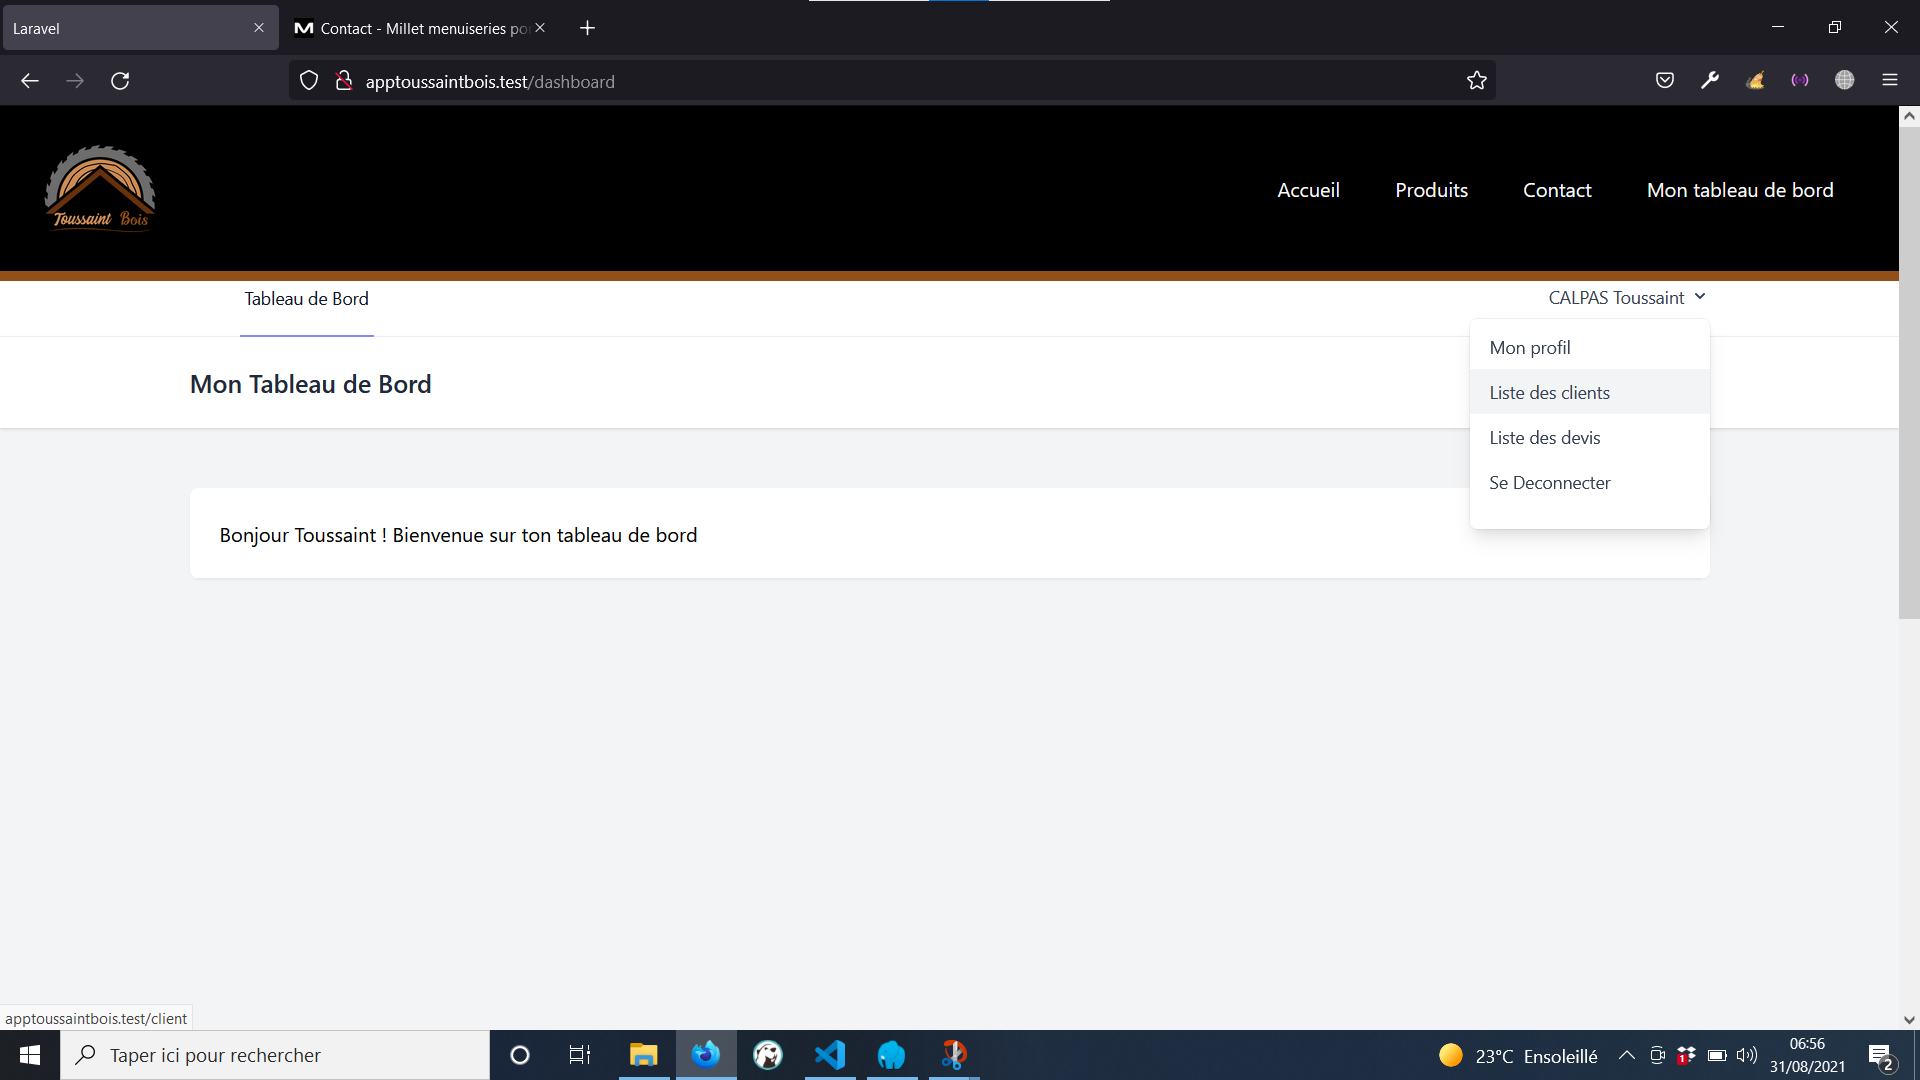 Laravel
Contact - Millet menuiseries po
apptoussaintbois.test/dashboard
Toussaint Bois
Accueil
Produits
Contact
Mon tableau de bord
Tableau de Bord
CALPAS Toussaint
Mon profil
Mon Tableau de Bord
Liste des clients
Liste des devis
Se Deconnecter
Bonjour Toussaint ! Bienvenue sur ton tableau de bord
apptoussaintbois.test/client
Taper ici pour rechercher
23°C Ensoleillé
1
06:56
31/08/2021
2